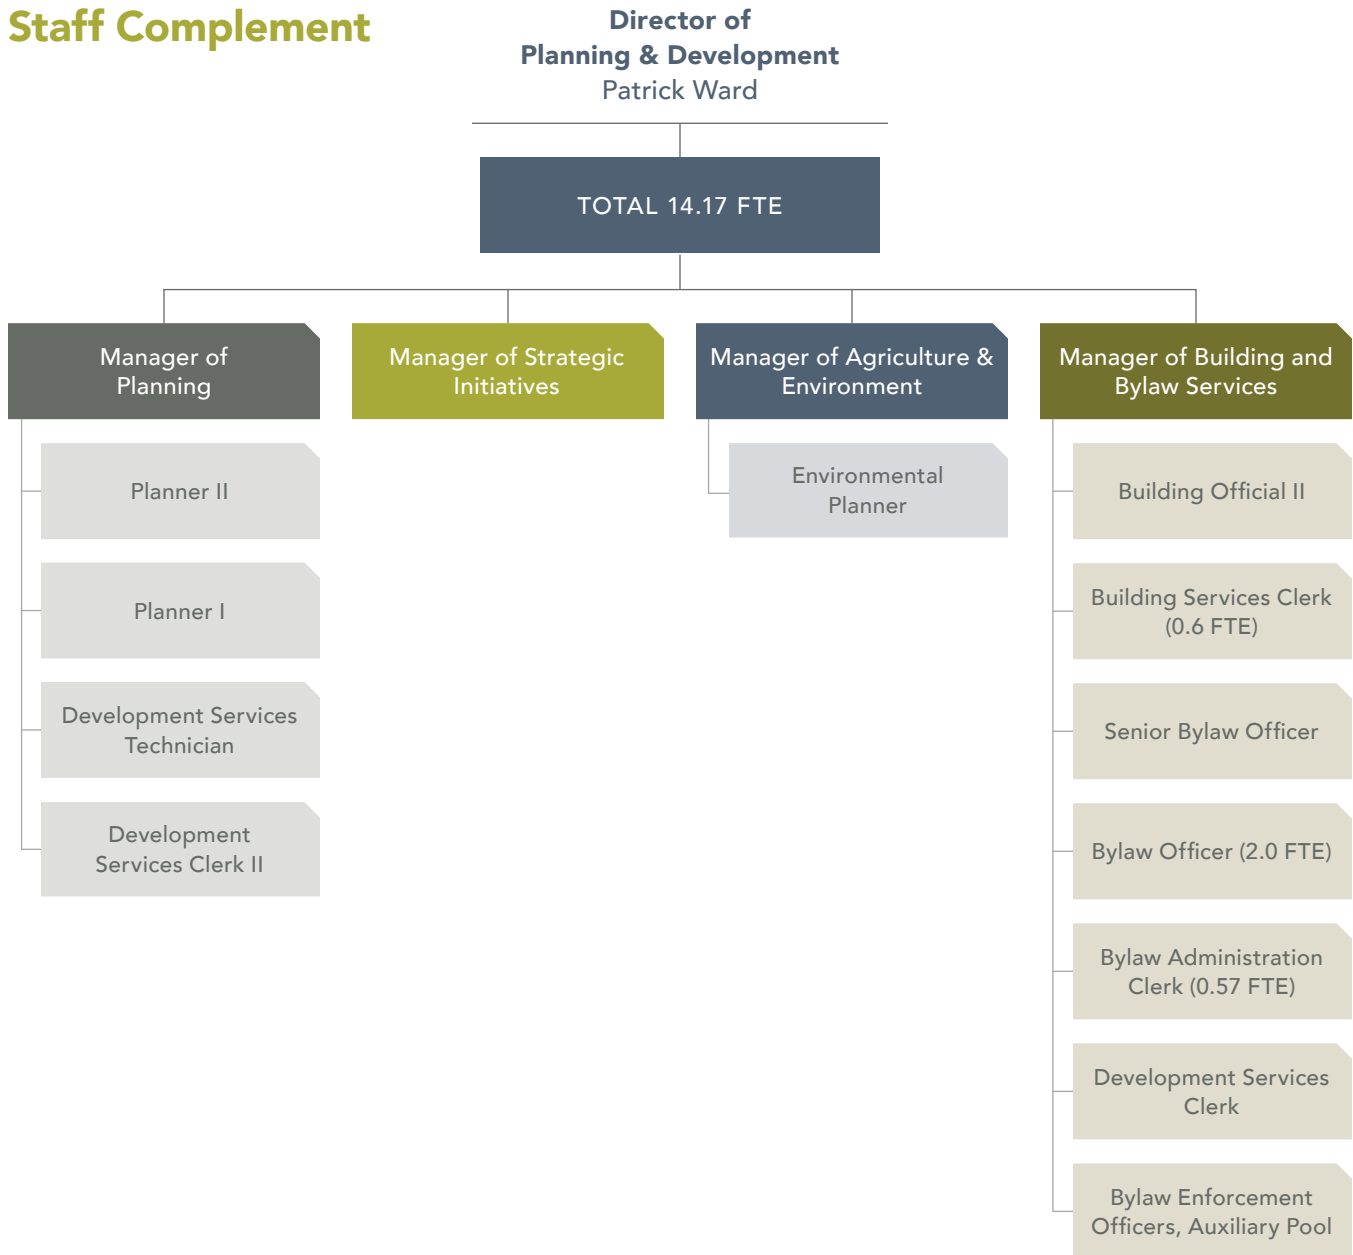 Staff Complement
Director of
Planning & Development
Patrick Ward
TOTAL 14.17 FTE
Manager of
Planning
Planner II
Planner I
Development Services
Technician
Development
Services Clerk II
Manager of Strategic
Initiatives
Manager of Agriculture &
Environment
Environmental
Planner
Manager of Building and
Bylaw Services
Building Official II
Building Services Clerk
(0.6 FTE)
Senior Bylaw Officer
Bylaw Officer (2.0 FTE)
Bylaw Administration
Clerk (0.57 FTE)
Development Services
Clerk
Bylaw Enforcement
Officers, Auxiliary Pool